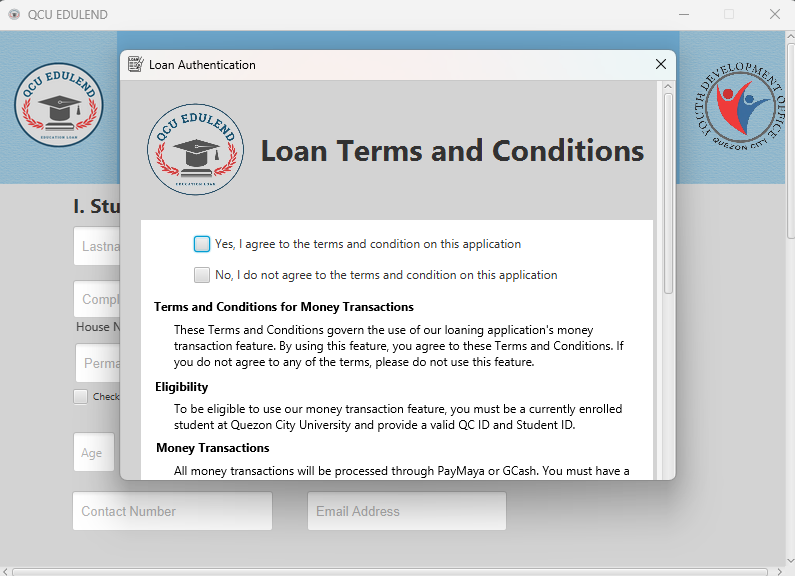 QCU EDULEND
Loan Authentication
QCU EDULEND
EDUCATION LOAN
YOUTH DEVELOPMENT OFFICE
QUEZON CITY
QCU EDULEND
EDUCATION LOAN
Loan Terms and Conditions
I. Stu
Lastna
Compl
House N
Perma
Check
Age
Contact Number
Email Address
Yes, I agree to the terms and condition on this application
No, I do not agree to the terms and condition on this application
Terms and Conditions for Money Transactions
These Terms and Conditions govern the use of our loaning application's money
transaction feature. By using this feature, you agree to these Terms and Conditions. If
you do not agree to any of the terms, please do not use this feature.
Eligibility
To be eligible to use our money transaction feature, you must be a currently enrolled
student at Quezon City University and provide a valid QC ID and Student ID.
Money Transactions
All money transactions will be processed through PayMaya or GCash. You must have a